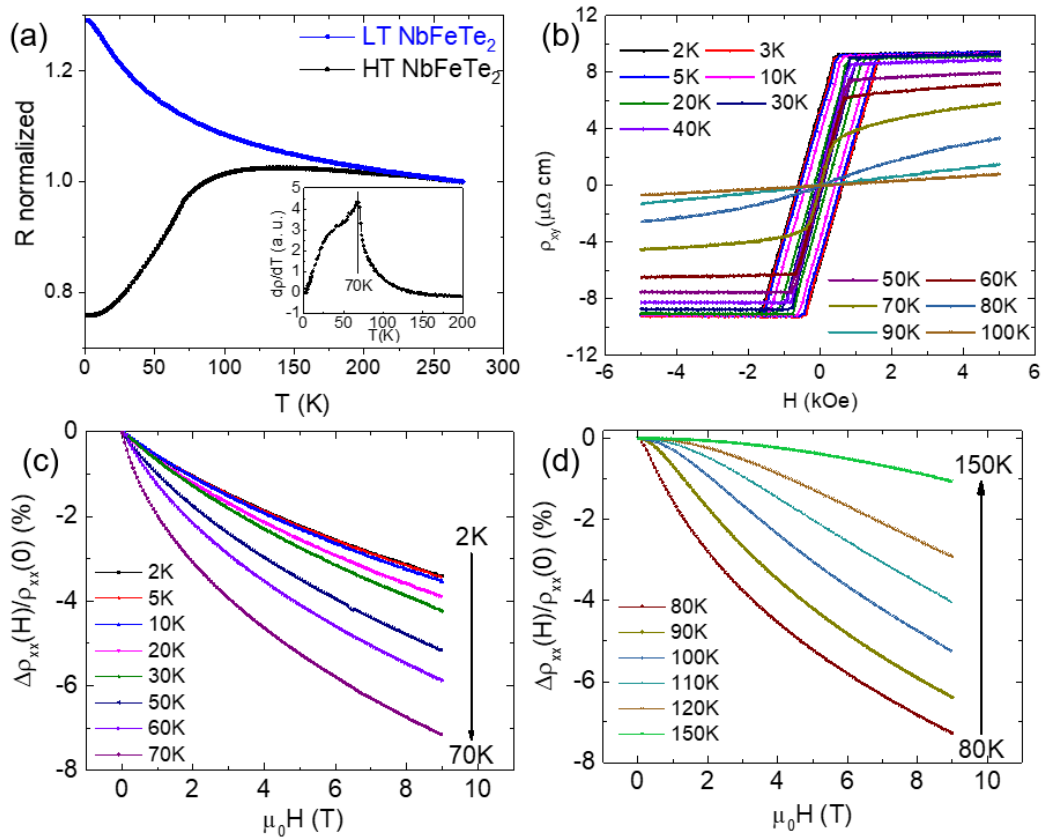 (a)
LT NbFeTe2
HT NbFeTe2
1.2
1.0
0.8
R normalized
0 50 100 150 200 250
T (K)
5
4
3
2
1
0
-1
dρ/dT (a. u.)
70K
0 50 100 150 200
T(K)
(b)
2K 3K
5K 10K
20K 30K
40K
12
8
4
0
-4
-8
-12
ρxy(μΩ cm)
50K 60K
70K 80K
90K 100K
-6 -4 -2 0 2 4 6
H (kOe)
(c)
0
-2
-4
-6
-8
Δρxx(H)/ρxx(0) (%)
2K
5K
10K
20K
30K
50K
60K
70K
2K
70K
0 2 4 6 8 10
μ0H (T)
(d)
0
-2
-4
-6
-8
Δρxx(H)/ρxx(0) (%)
80K
90K
100K
110K
120K
150K
150K
80K
0 2 4 6 8 10
μ0H (T)